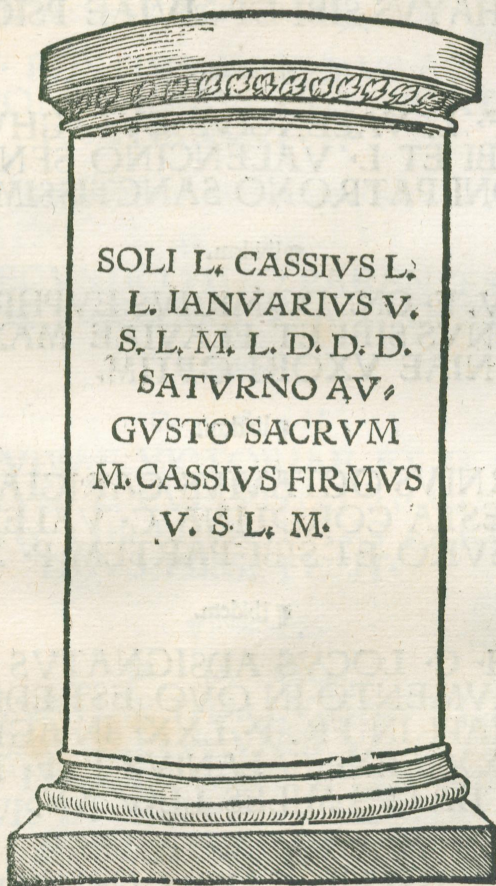 SOLI L. CASSIVS L.
L. IANVARIVS V.
S. L. M. L. D. D. D.
SATVRNO AV⸗
GVSTO SACRVM
M. CASSIVS FIRMVS
V. S. L. M.